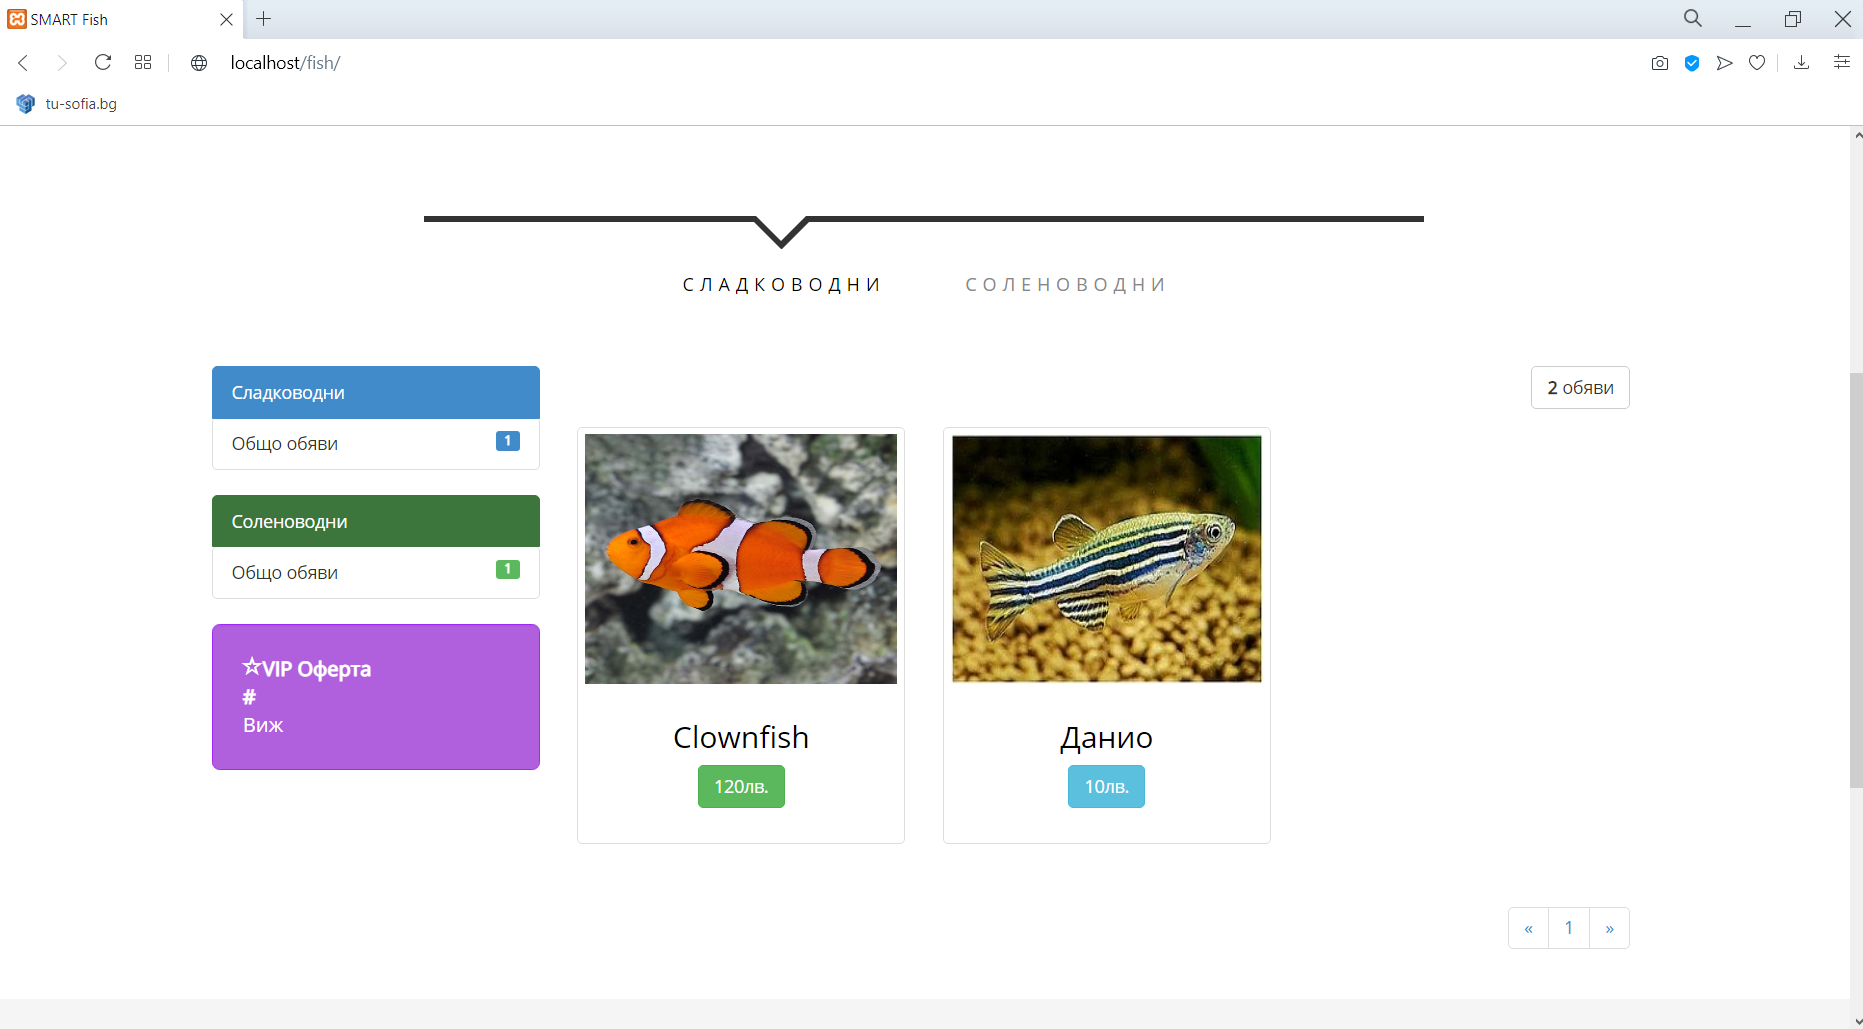 SMART Fish
localhost/fish/
tu-sofia.bg
СЛАДКОВОДНИ
СОЛЕНОВОДНИ
Сладководни
Общо обяви 1
Соленоводни
Общо обяви 1
☆VIP Оферта
#
Виж
2 обяви
Clownfish
120лв.
Данио
10лв.
« 1 »